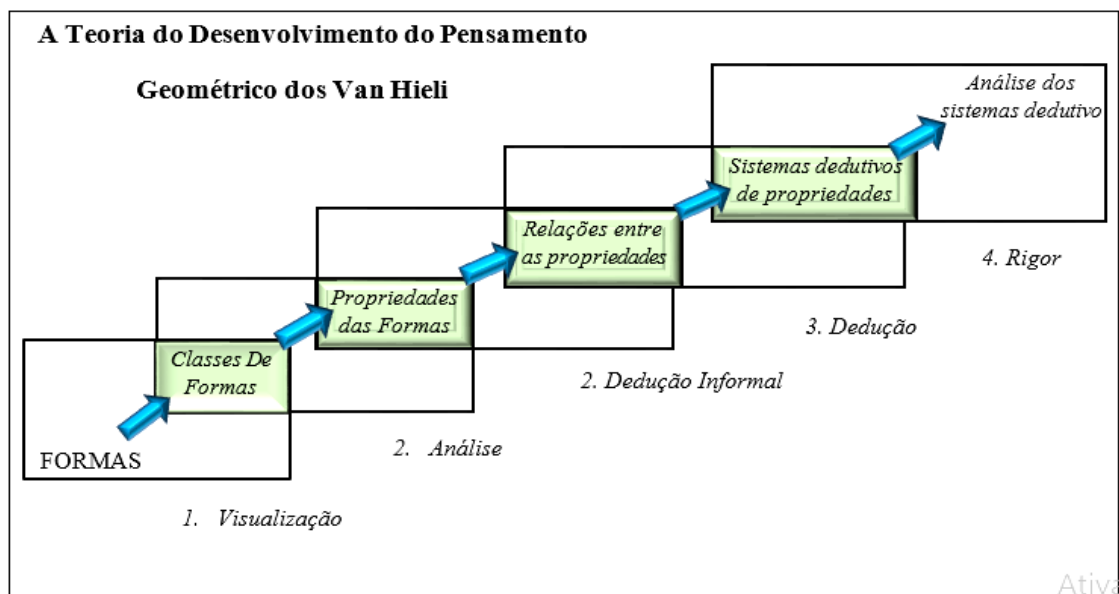 A Teoria do Desenvolvimento do Pensamento
Geométrico dos Van Hieli
Análise dos
sistemas dedutivo
Sistemas dedutivos
de propriedades
Relações entre
as propriedades
4. Rigor
Propriedades
das Formas
3. Dedução
Classes De
Formas
2. Dedução Informal
2. Análise
FORMAS
1. Visualização
Ativa